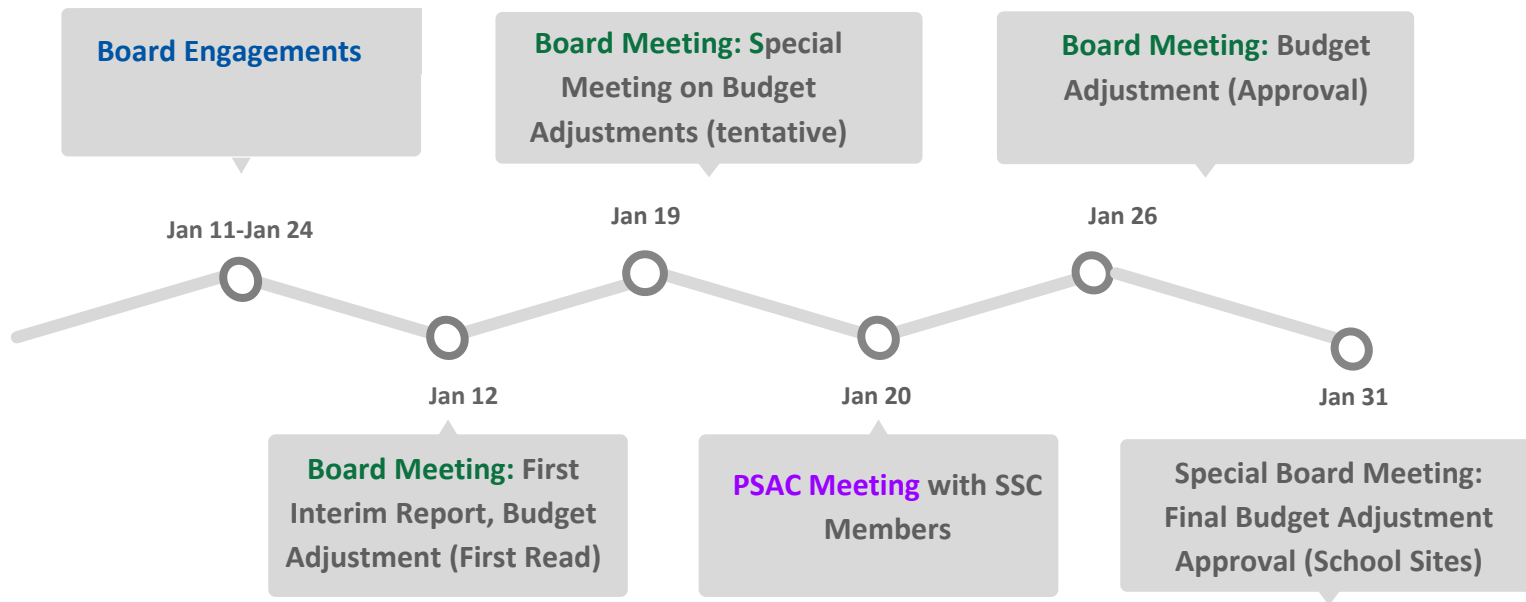 Board Engagements
Jan 11-Jan 24
Board Meeting: First
Interim Report, Budget
Adjustment (First Read)
Jan 12
Board Meeting: Special
Meeting on Budget
Adjustments (tentative)
Jan 19
PSAC Meeting with SSC
Members
Jan 20
Board Meeting: Budget
Adjustment (Approval)
Jan 26
Jan 31
Special Board Meeting:
Final Budget Adjustment
Approval (School Sites)